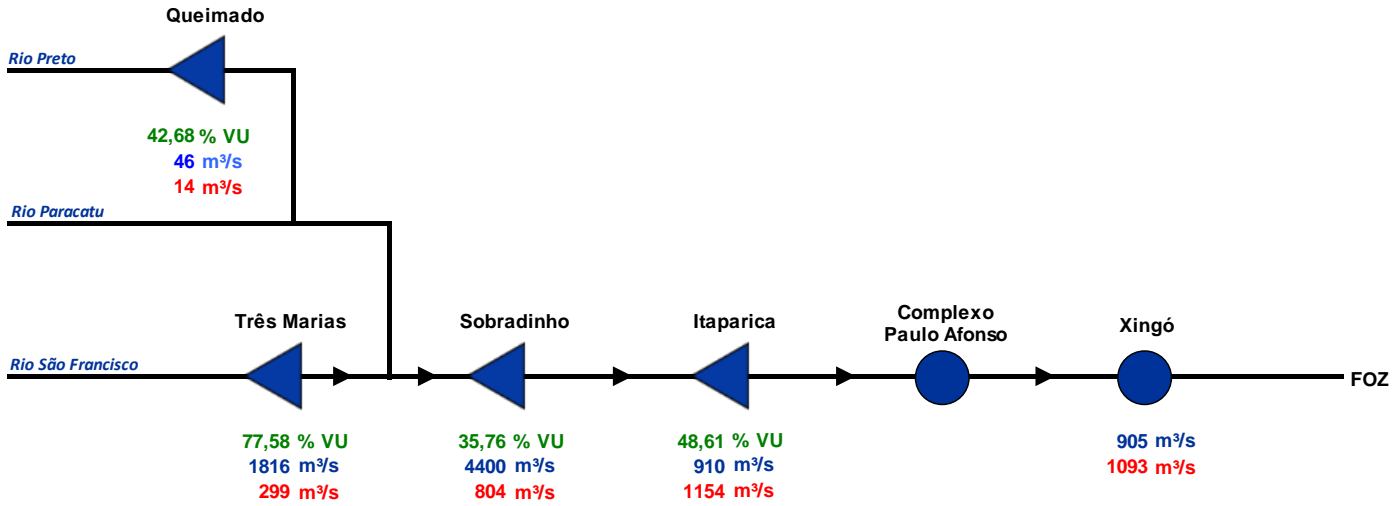 Queimado
Rio Preto
42,68 % VU
46 m³/s
14 m³/s
Rio Paracatu
Três Marias
Sobradinho
Itaparica
Complexo
Paulo Afonso
Xingó
Rio São Francisco
FOZ
77,58 % VU
1816 m³/s
299 m³/s
35,76 % VU
4400 m³/s
804 m³/s
48,61 % VU
910 m³/s
1154 m³/s
905 m³/s
1093 m³/s